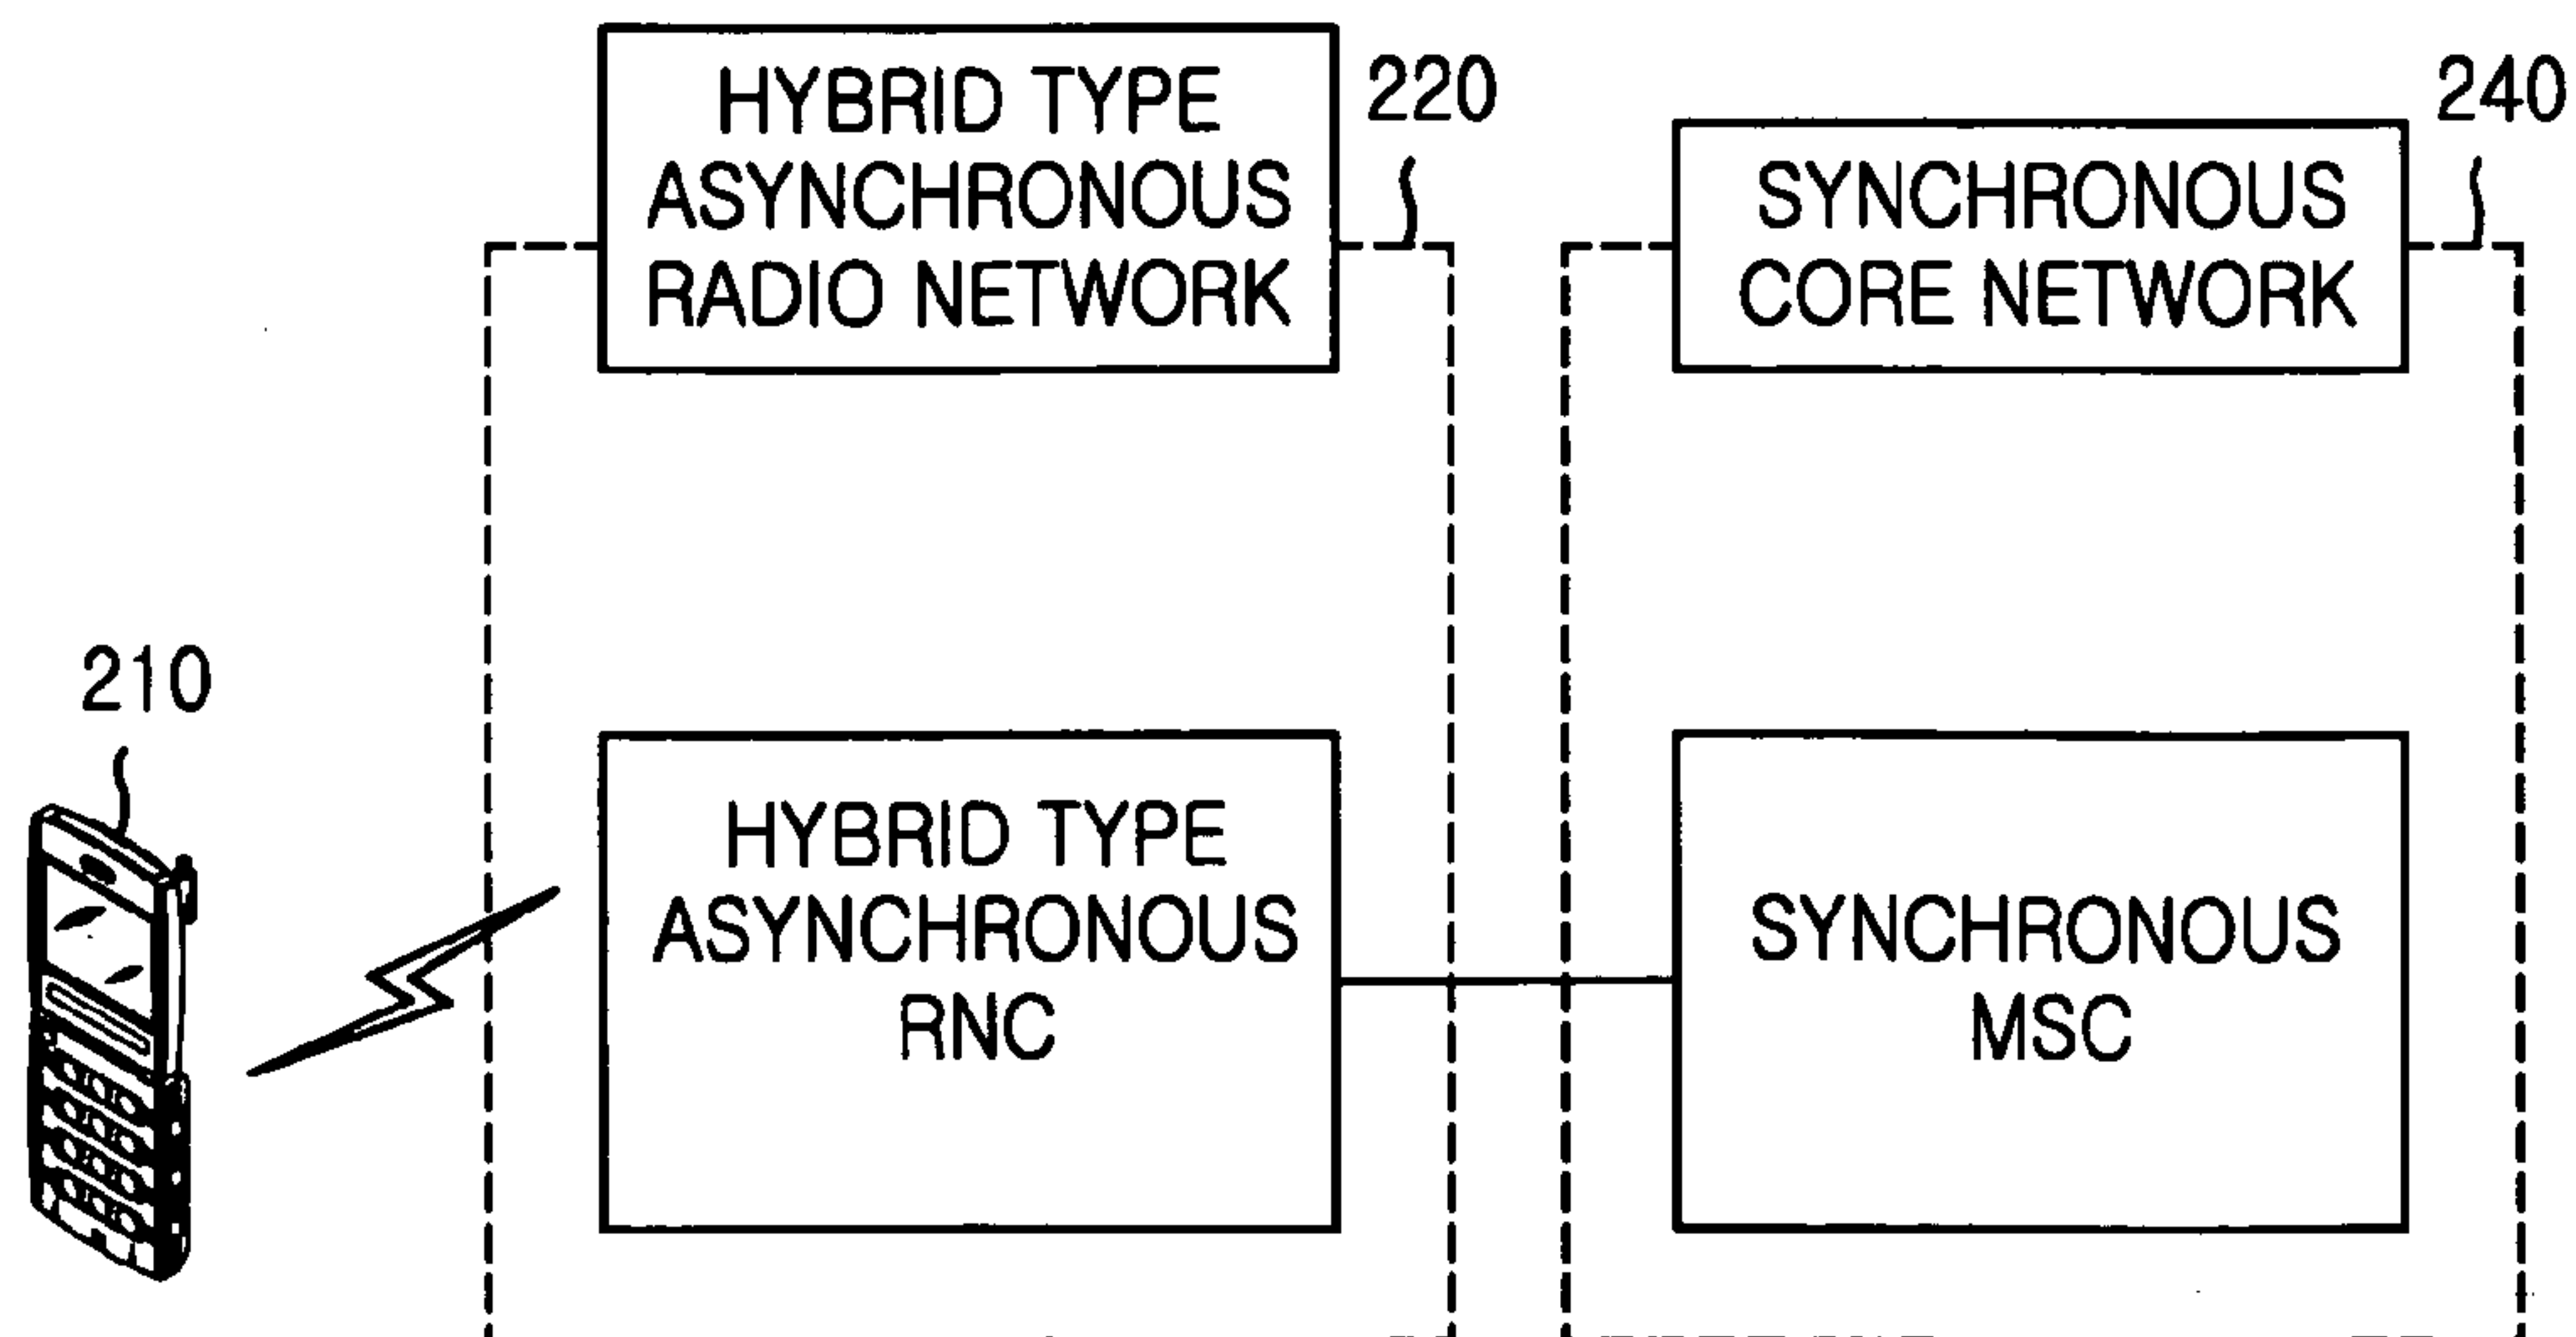 HYBRID TYPE
ASYNCHRONOUS
RADIO NETWORK
220
SYNCHRONOUS
CORE NETWORK
240
210
HYBRID TYPE
ASYNCHRONOUS
RNC
SYNCHRONOUS
MSC